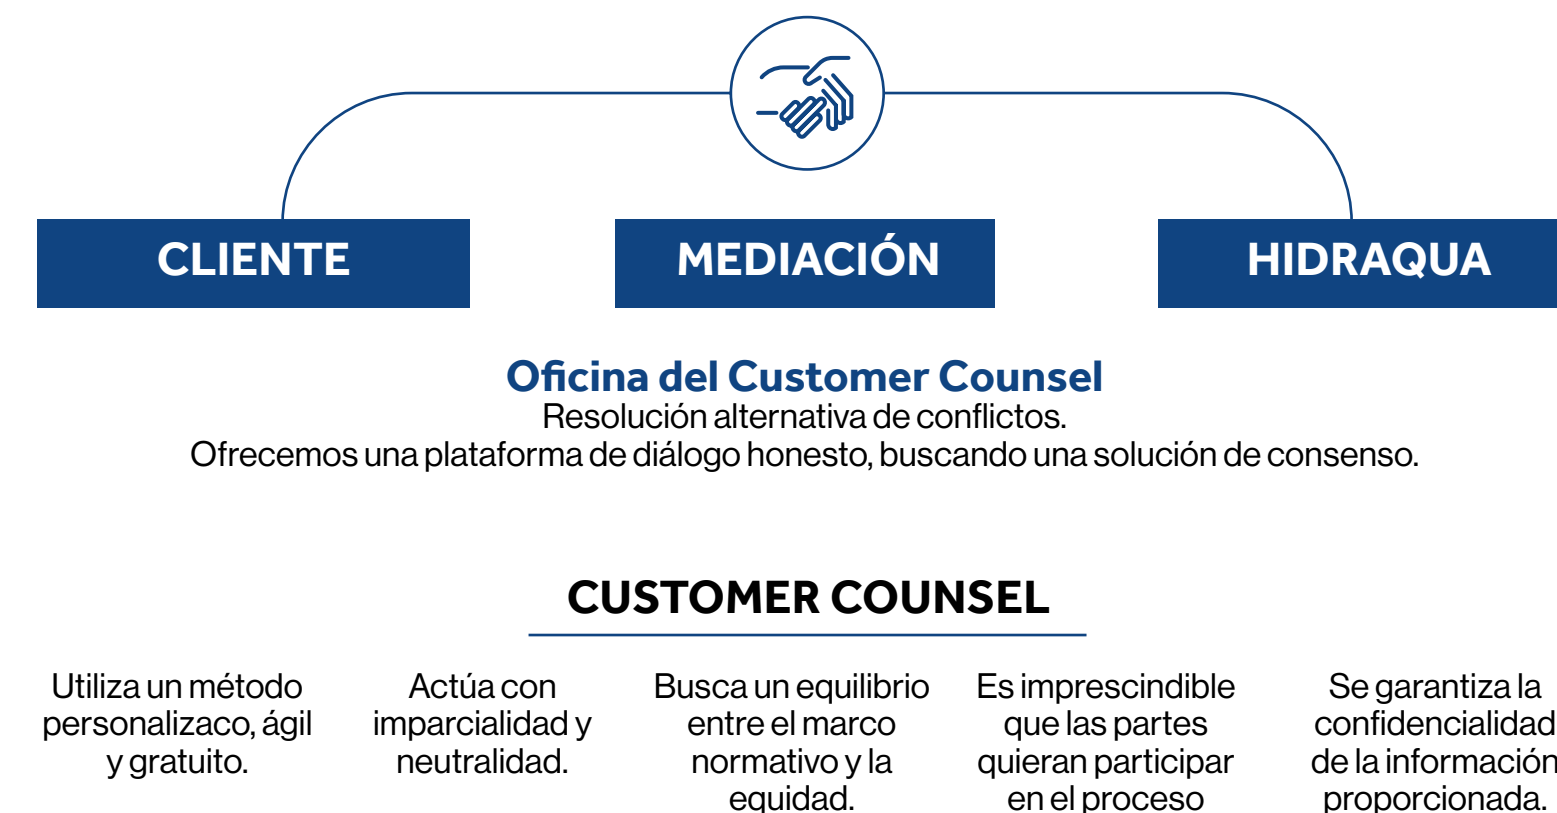 CLIENTE
MEDIACIÓN
HIDRAQUA
Oficina del Customer Counsel
Resolución alternativa de conflictos.
Ofrecemos una plataforma de diálogo honesto, buscando una solución de consenso.
CUSTOMER COUNSEL
Utiliza un método
personalizaco, ágil
y gratuito.
Actúa con
imparcialidad y
neutralidad.
Busca un equilibrio
entre el marco
normativo y la
equidad.
Es imprescindible
que las partes
quieran participar
en el proceso
Se garantiza la
confidencialidad
de la información
proporcionada.